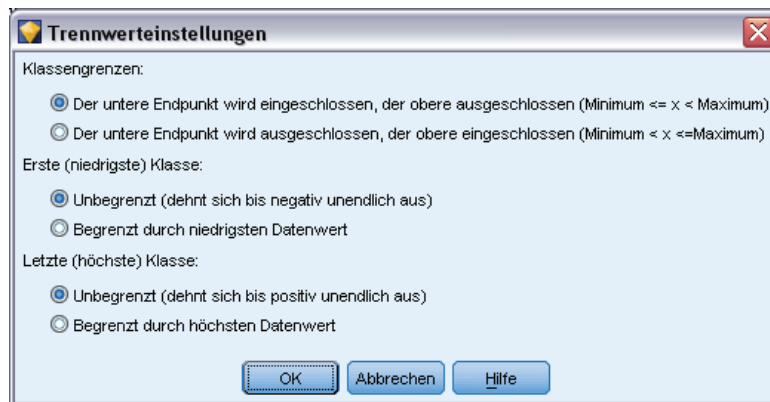 Trennwerteinstellungen
Klassengrenzen:
Der untere Endpunkt wird eingeschlossen, der obere ausgeschlossen (Minimum <= x < Maximum)
Der untere Endpunkt wird ausgeschlossen, der obere eingeschlossen (Minimum < x <=Maximum)
Erste (niedrigste) Klasse:
Unbegrenzt (dehnt sich bis negativ unendlich aus)
Begrenzt durch niedrigsten Datenwert
Letzte (höchste) Klasse:
Unbegrenzt (dehnt sich bis positiv unendlich aus)
Begrenzt durch höchsten Datenwert
OK Abbrechen Hilfe